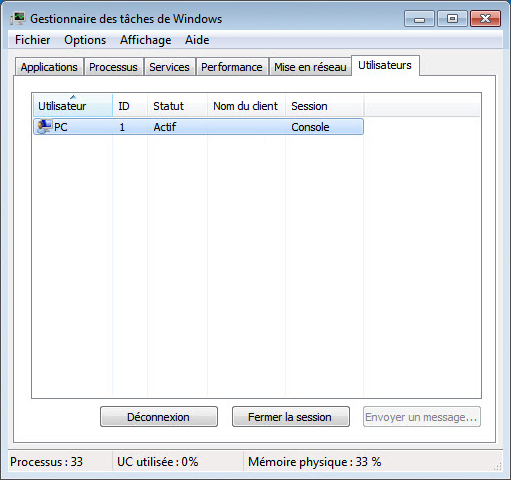 Gestionnaire des tâches de Windows
Fichier Options Affichage Aide
Applications Processus Services Performance Mise en réseau Utilisateurs
Utilisateur ID Statut Nom du client Session
PC 1 Actif Console
Déconnexion Fermer la session Envoyer un message...
Processus : 33 UC utilisée : 0% Mémoire physique : 33 %